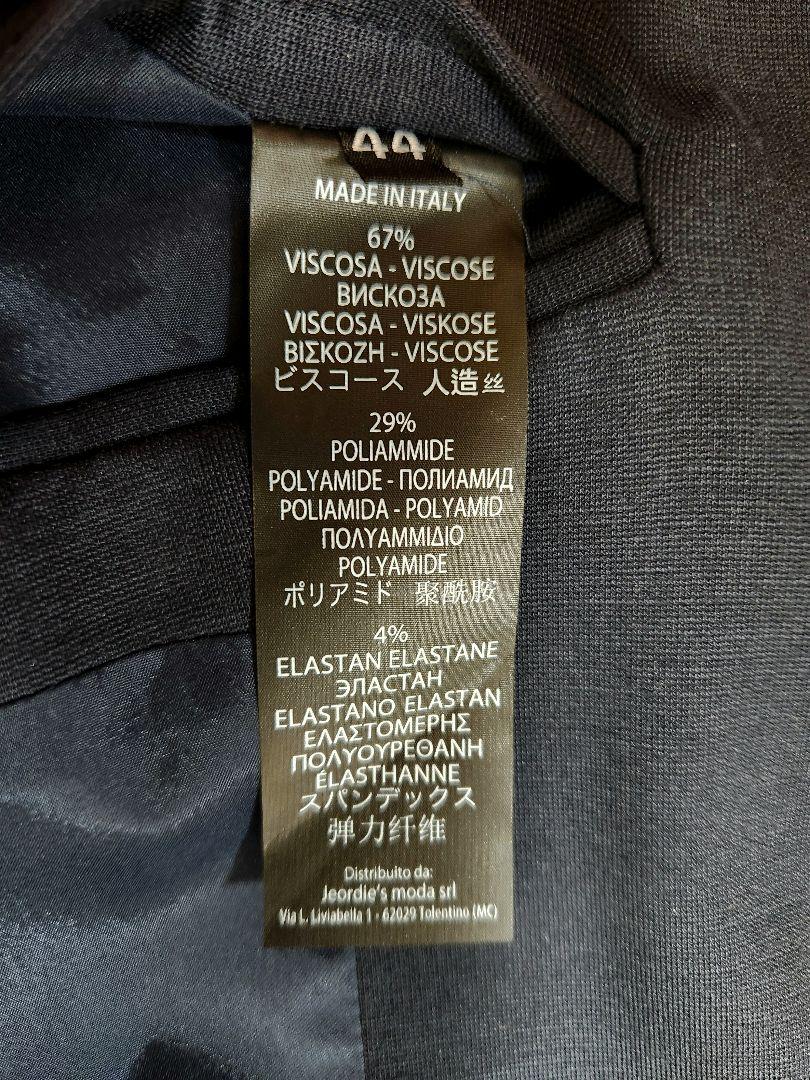 44
MADE IN ITALY
67%
VISCOSA - VISCOSE
ВИСКОЗА
VISCOSA - VISKOSE
ΒΙΣΚΟΖΗ - VISCOSE
ビスコース 人造丝
29%
POLIAMMIDE
POLYAMIDE - ПОЛИАМИД
POLIAMIDA - POLYAMID
ΠΟΛΥΑΜΜΙΔΙΟ
POLYAMIDE
ポリアミド 聚酰胺
4%
ELASTAN ELASTANE
ЭЛАСТАН
ELASTANO ELASTAN
ΕΛΑΣΤΟΜΕΡΗΣ
ΠΟΛΥΟΥΡΕΘΑΝΗ
ÉLASTHANNE
スパンデックス
弹力纤维
Distribuito da:
Jeordie's moda srl
Via L. Liviabella 1 - 62029 Tolentino (MC)